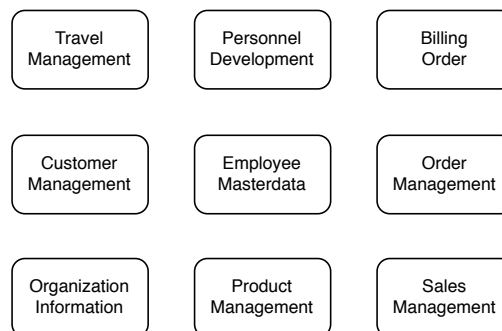 Travel
Management
Personnel
Development
Billing
Order
Customer
Management
Employee
Masterdata
Order
Management
Organization
Information
Product
Management
Sales
Management